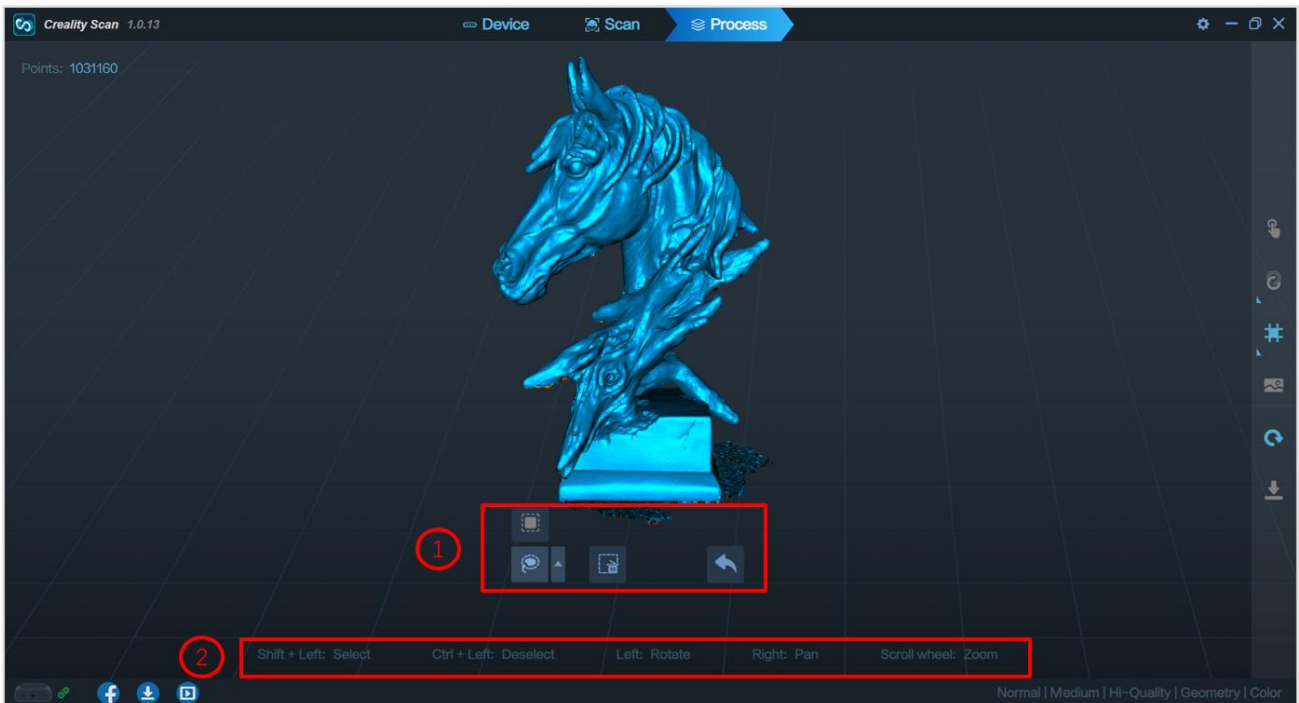 Creality Scan 1.0.13 Device Scan Process
Points: 1031160
1
2 Shift + Left: Select Ctrl + Left: Deselect Left: Rotate Right: Pan Scroll wheel: Zoom
Normal | Medium | Hi-Quality | Geometry | Color